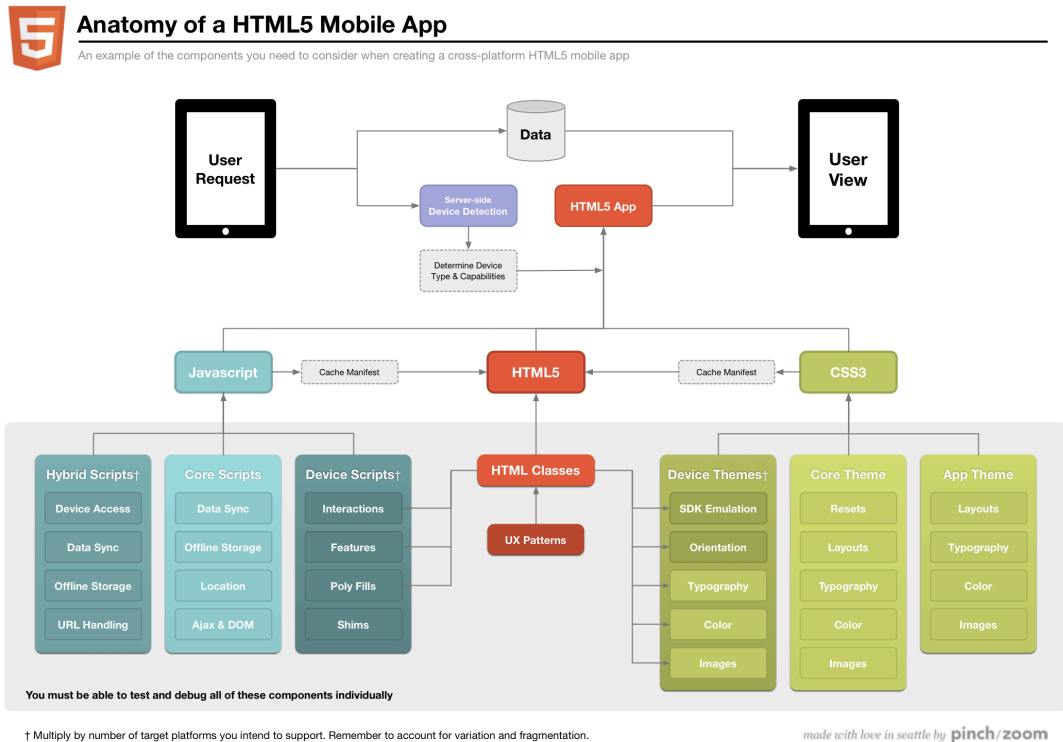 Anatomy of a HTML5 Mobile App
An example of the components you need to consider when creating a cross-platform HTML5 mobile app
User
Request
Data
User
View
Server-side
Device Detection
HTML5 App
Determine Device
Type & Capabilities
Javascript
Cache Manifest
HTML5
Cache Manifest
CSS3
Hybrid Scripts†
Device Access
Data Sync
Offline Storage
URL Handling
Core Scripts
Data Sync
Offline Storage
Location
Ajax & DOM
Device Scripts†
Interactions
Features
Poly Fills
Shims
HTML Classes
UX Patterns
Device Themes†
SDK Emulation
Orientation
Typography
Color
Images
Core Theme
Resets
Layouts
Typography
Color
Images
App Theme
Layouts
Typography
Color
Images
You must be able to test and debug all of these components individually
† Multiply by number of target platforms you intend to support. Remember to account for variation and fragmentation.
made with love in seattle by pinch/zoom